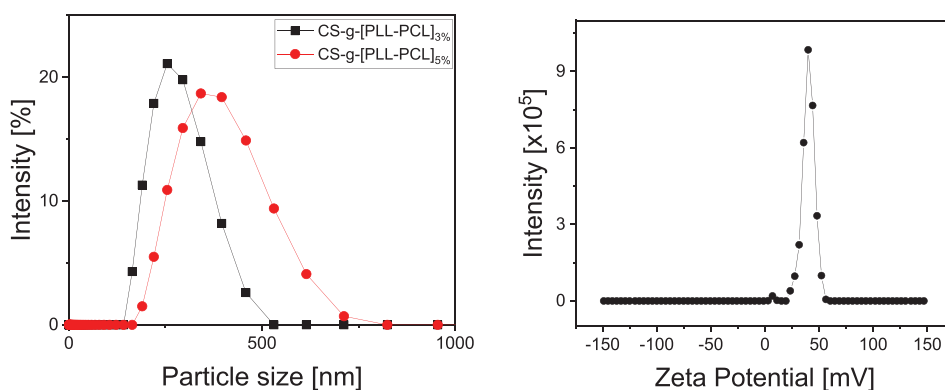 CS-g-[PLL-PCL]3%
CS-g-[PLL-PCL]5%
Intensity [%]
20
10
0
0 500 1000
Particle size [nm]
Intensity [x10^5]
9
6
3
0
-150 -100 -50 0 50 100 150
Zeta Potential [mV]